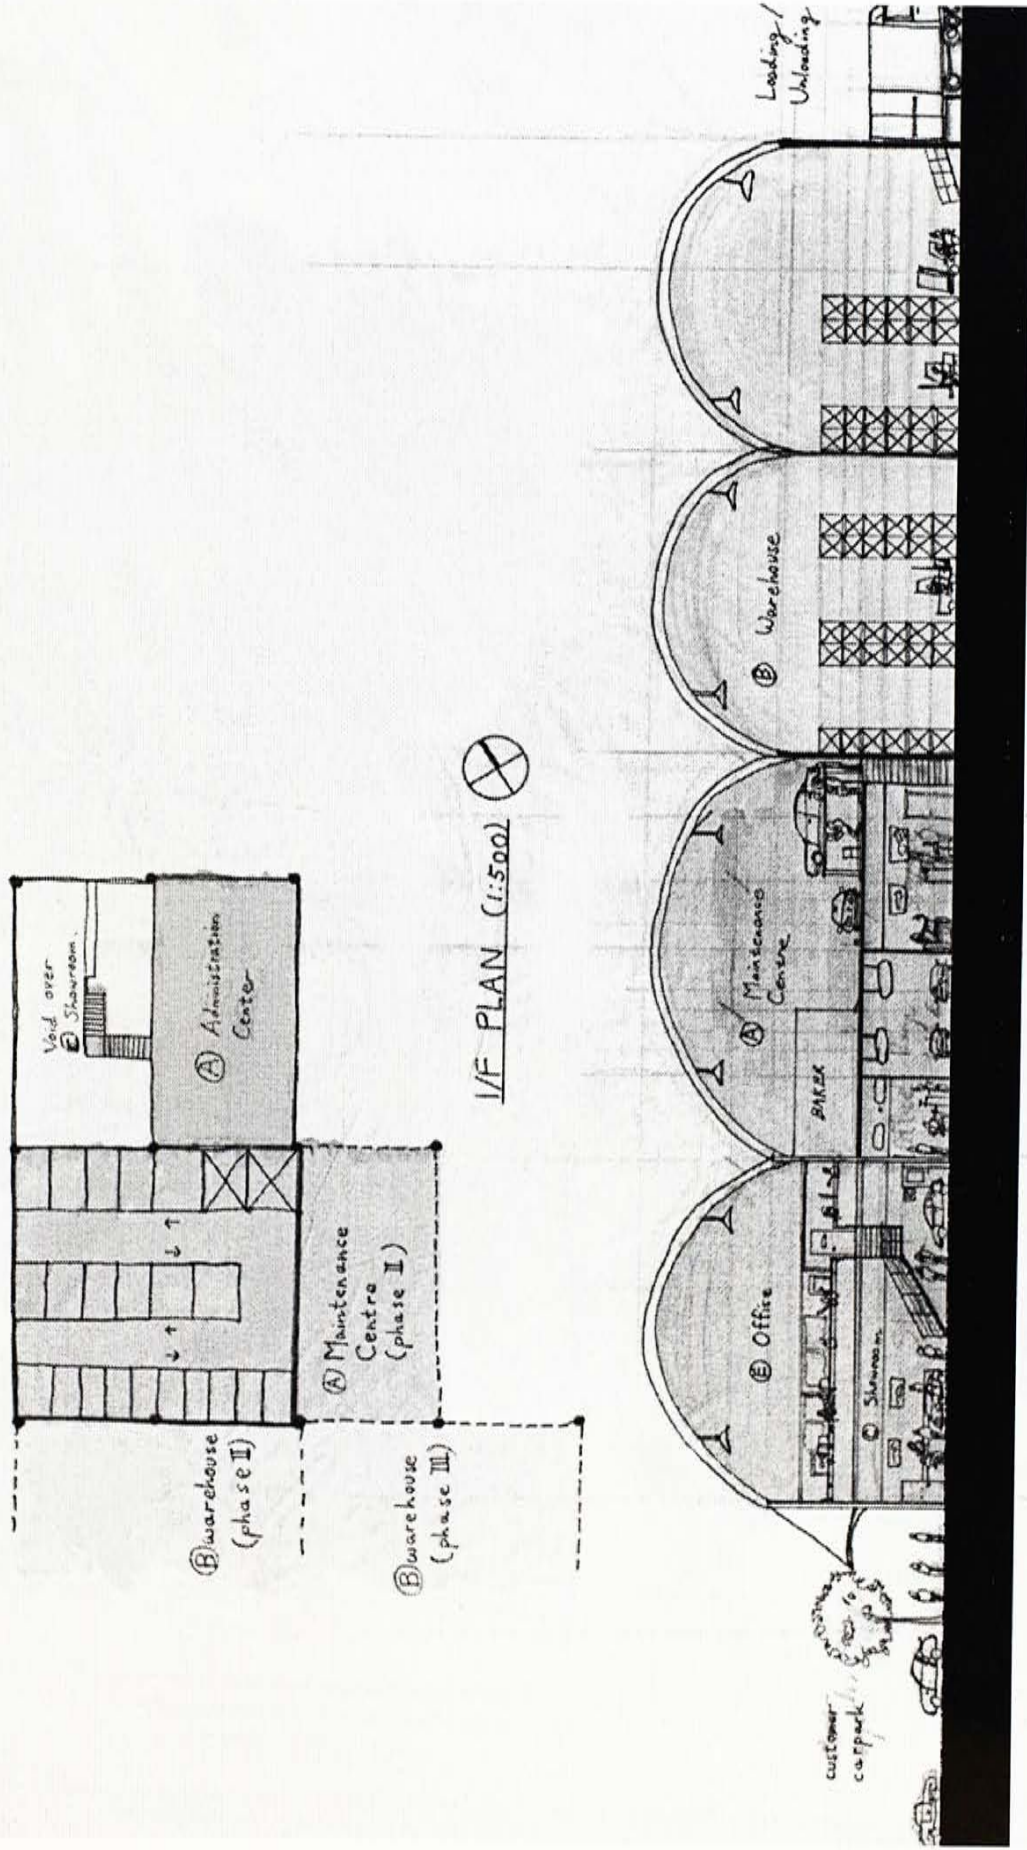 Void over
Ⓒ Showroom.
Ⓐ Administration
Center
Ⓐ Maintenance
Centre
(phase II)
Ⓑ warehouse
(phase II)
Ⓑ warehouse
(phase III)
1/F PLAN (1:500)
customer
carpark
Ⓔ Office
Ⓒ Showroom
Ⓐ Maintenance
Centre
Ⓑ Warehouse
Loading/
Unloading